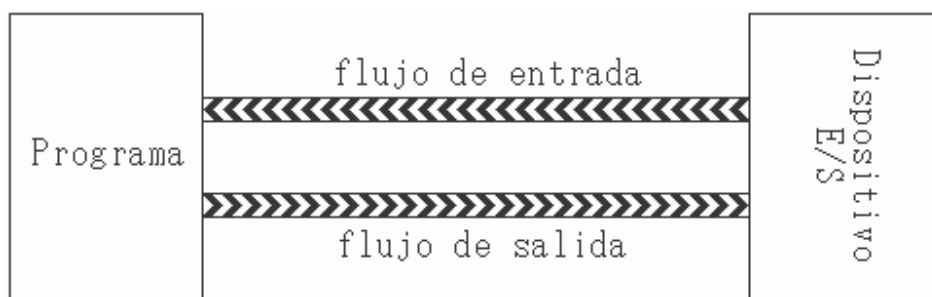 flujo de entrada
Programa
flujo de salida
Dispositivo
E/S